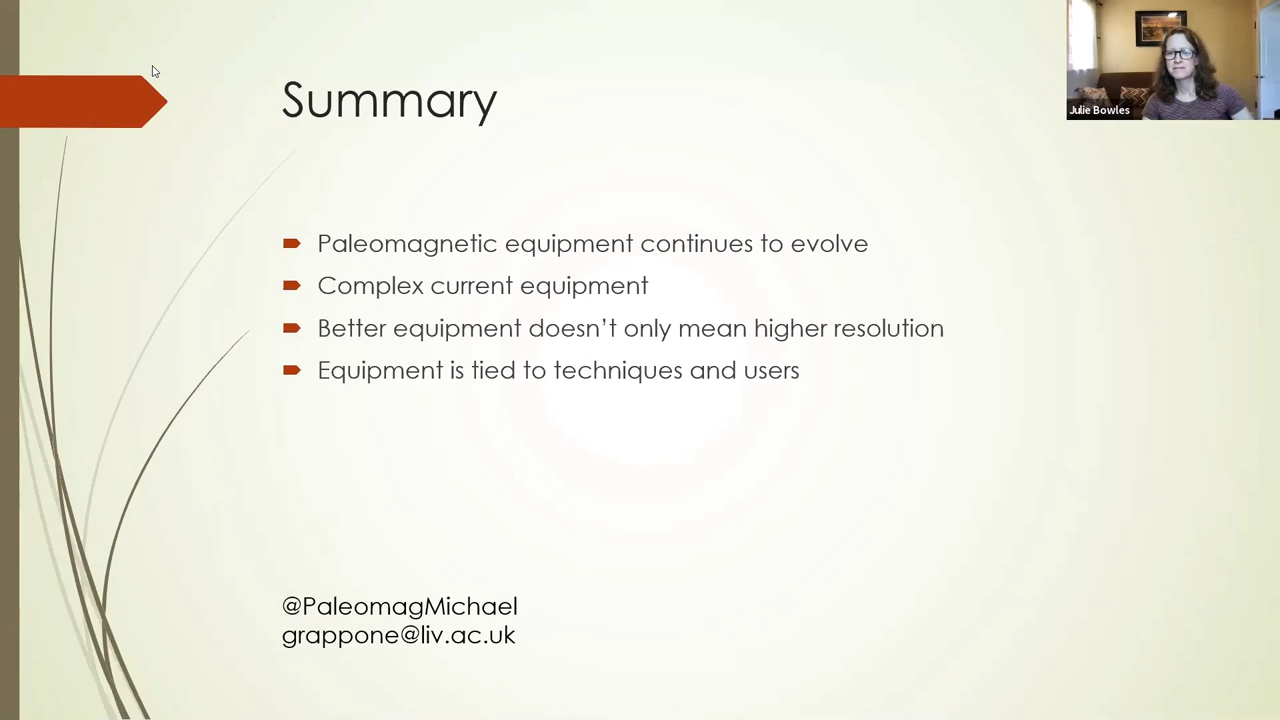 Summary
Julie Bowles
Paleomagnetic equipment continues to evolve
Complex current equipment
Better equipment doesn’t only mean higher resolution
Equipment is tied to techniques and users
@PaleomagMichael
grappone@liv.ac.uk